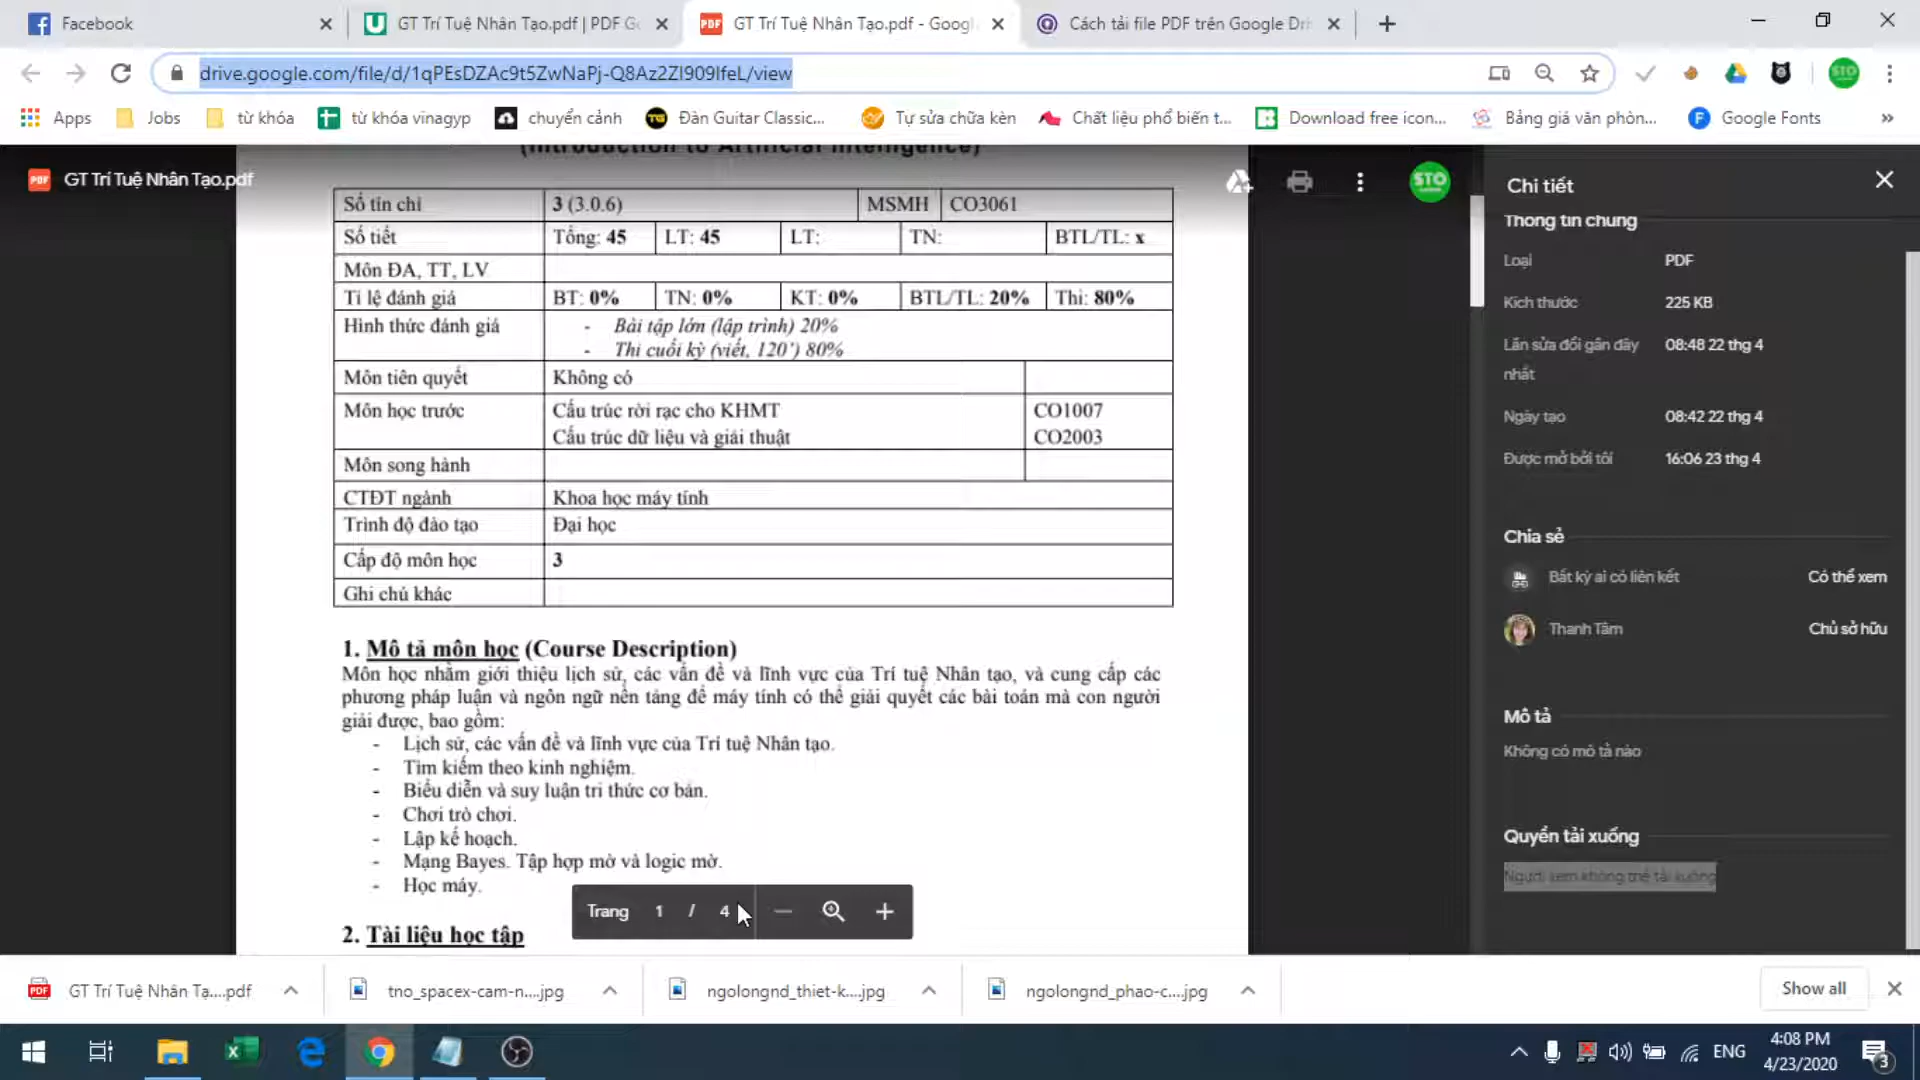 Facebook
GT Trí Tuệ Nhân Tạo.pdf | PDF G
GT Trí Tuệ Nhân Tạo.pdf - Googl
Cách tải file PDF trên Google Dri
drive.google.com/file/d/1qPEsDZAc9t5ZwNaPj-Q8Az2ZI909IfeL/view
Apps
Jobs
từ khóa
từ khóa vinagyp
chuyển cảnh
Đàn Guitar Classic...
Tự sửa chữa kèn
Chất liệu phổ biến t...
Download free icon...
Bảng giá văn phòn...
Google Fonts
»
GT Trí Tuệ Nhân Tạo.pdf
STO
(Introduction to Artificial Intelligence)
Số tín chỉ 3 (3.0.6) MSMH CO3061
Số tiết Tổng: 45 LT: 45 LT: TN: BTL/TL: x
Môn ĐA, TT, LV
Tỉ lệ đánh giá BT: 0% TN: 0% KT: 0% BTL/TL: 20% Thi: 80%
Hình thức đánh giá - Bài tập lớn (lập trình) 20%
- Thi cuối kỳ (viết, 120') 80%
Môn tiên quyết Không có
Môn học trước Cấu trúc rời rạc cho KHMT CO1007
Cấu trúc dữ liệu và giải thuật CO2003
Môn song hành
CTĐT ngành Khoa học máy tính
Trình độ đào tạo Đại học
Cấp độ môn học 3
Ghi chú khác
1. Mô tả môn học (Course Description)
Môn học nhằm giới thiệu lịch sử, các vấn đề và lĩnh vực của Trí tuệ Nhân tạo, và cung cấp các
phương pháp luận và ngôn ngữ nền tảng để máy tính có thể giải quyết các bài toán mà con người
giải được, bao gồm:
- Lịch sử, các vấn đề và lĩnh vực của Trí tuệ Nhân tạo.
- Tìm kiếm theo kinh nghiệm.
- Biểu diễn và suy luận tri thức cơ bản.
- Chơi trò chơi.
- Lập kế hoạch.
- Mạng Bayes. Tập hợp mờ và logic mờ.
- Học máy.
2. Tài liệu học tập
Trang 1 / 4
Chi tiết
Thông tin chung
Loại PDF
Kích thước 225 KB
Lần sửa đổi gần đây 08:48 22 thg 4
nhất
Ngày tạo 08:42 22 thg 4
Được mở bởi tôi 16:06 23 thg 4
Chia sẻ
Bất kỳ ai có liên kết Có thể xem
Thanh Tâm Chủ sở hữu
Mô tả
Không có mô tả nào
Quyền tải xuống
Người xem không thể tải xuống
GT Trí Tuệ Nhân Tạ....pdf
tno_spacex-cam-n....jpg
ngolongnd_thiet-k....jpg
ngolongnd_phao-c....jpg
Show all
ENG
4:08 PM
4/23/2020
3